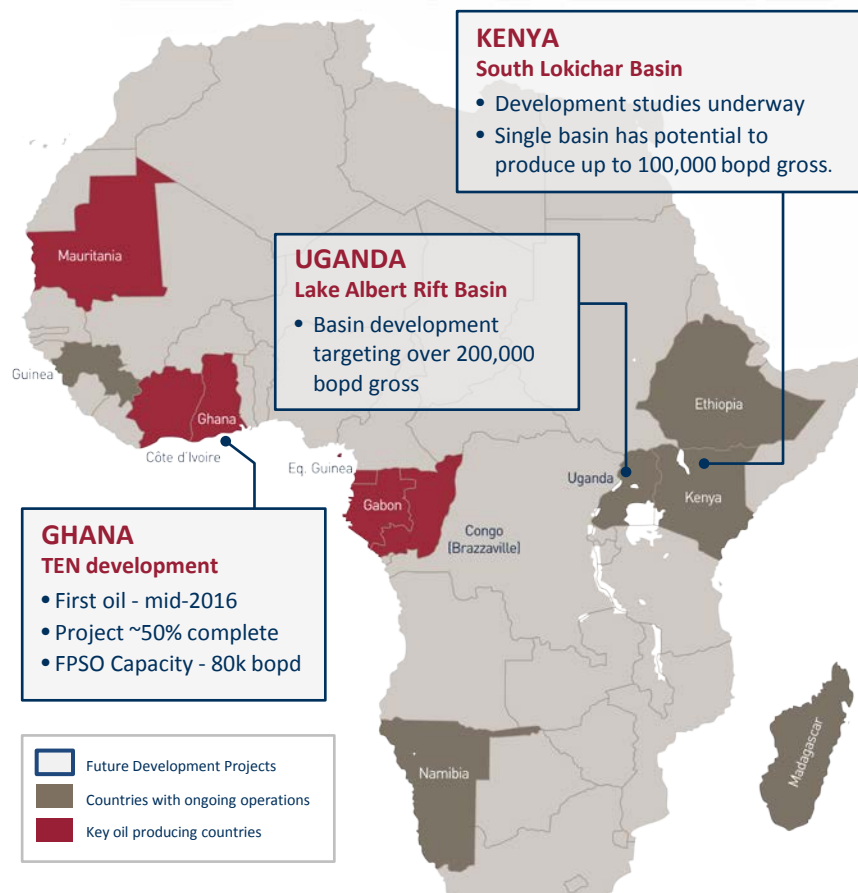 KENYA
South Lokichar Basin
• Development studies underway
• Single basin has potential to
produce up to 100,000 bopd gross.
Mauritania
UGANDA
Lake Albert Rift Basin
• Basin development
targeting over 200,000
bopd gross
Guinea
Ghana
Côte d'Ivoire
Ethiopia
Eq. Guinea
Uganda
Gabon
Kenya
Congo
(Brazzaville)
GHANA
TEN development
• First oil - mid-2016
• Project ~50% complete
• FPSO Capacity - 80k bopd
Namibia
Madagascar
Future Development Projects
Countries with ongoing operations
Key oil producing countries